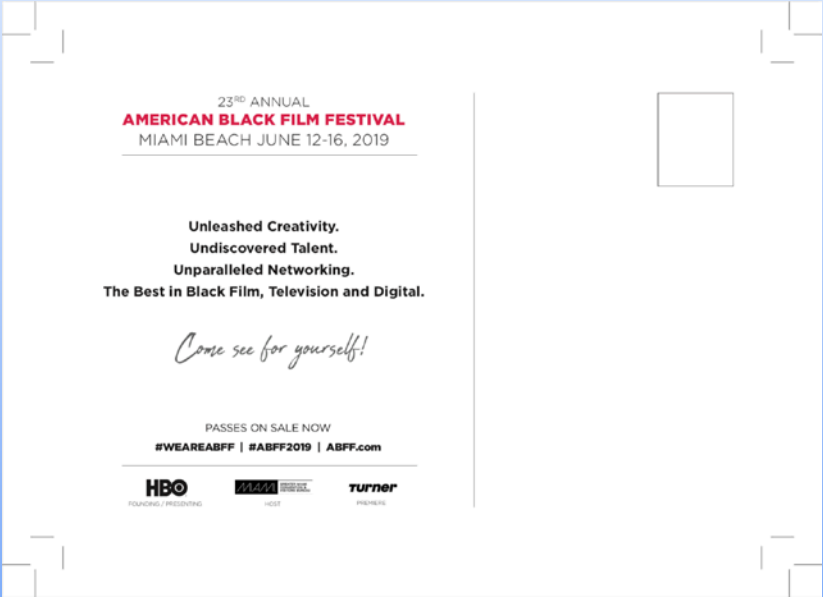 23RD ANNUAL
AMERICAN BLACK FILM FESTIVAL
MIAMI BEACH JUNE 12-16, 2019
Unleashed Creativity.
Undiscovered Talent.
Unparalleled Networking.
The Best in Black Film, Television and Digital.
Come see for yourself!
PASSES ON SALE NOW
#WEAREABFF | #ABFF2019 | ABFF.com
HBO
MIAMI
Turner
FOUNDING / PRESENTING
HOST
PREMIERE